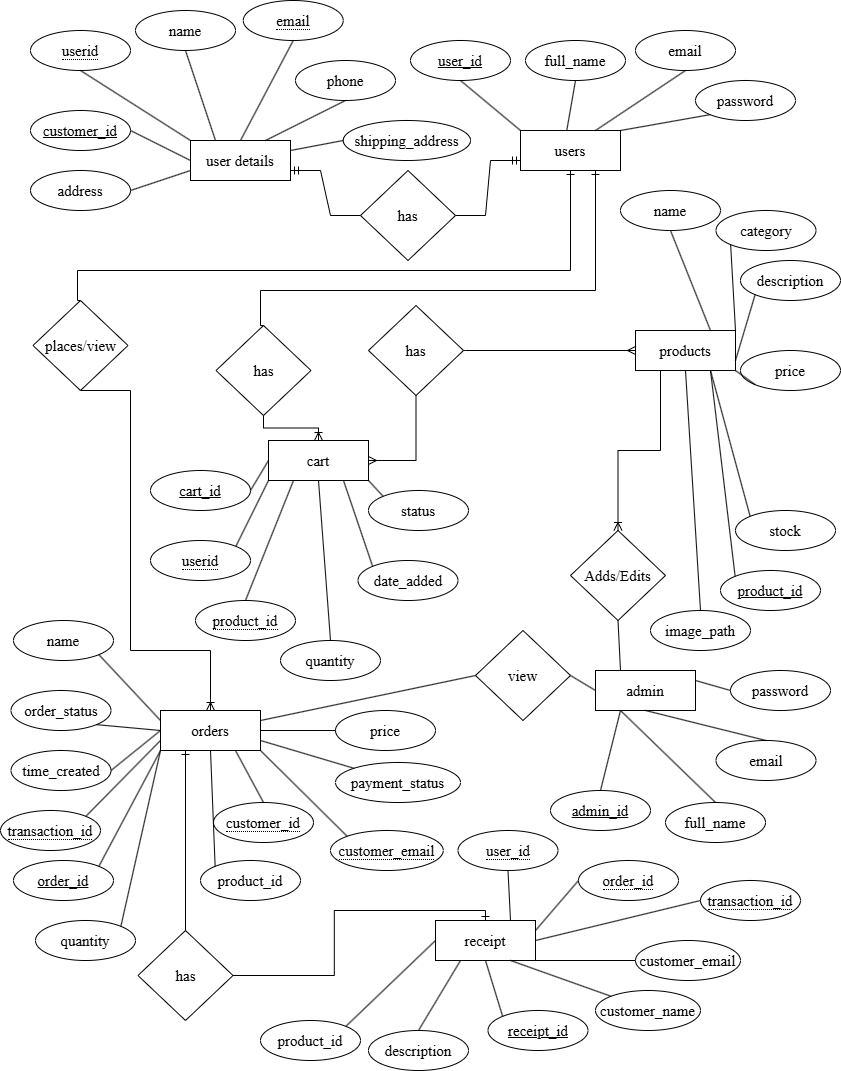 name
email
userid
phone
customer_id
shipping_address
user details
address
has
user_id
full_name
email
password
users
name
category
description
products
price
places/view
has
has
cart
cart_id
status
userid
date_added
product_id
quantity
stock
Adds/Edits
product_id
image_path
name
view
admin
password
order_status
orders
price
email
time_created
payment_status
transaction_id
customer_id
admin_id
full_name
customer_email
order_id
product_id
user_id
order_id
transaction_id
quantity
receipt
customer_email
has
customer_name
product_id
description
receipt_id